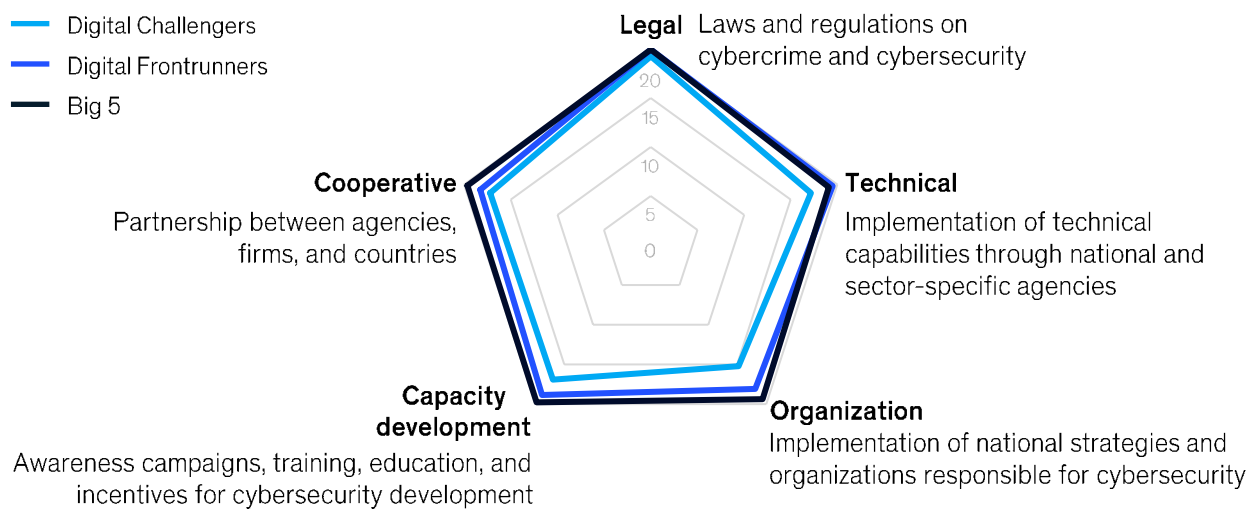 Digital Challengers
Digital Frontrunners
Big 5
Legal
Laws and regulations on
cybercrime and cybersecurity
20
15
10
5
0
Cooperative
Partnership between agencies,
firms, and countries
Technical
Implementation of technical
capabilities through national and
sector-specific agencies
Capacity
development
Awareness campaigns, training, education, and
incentives for cybersecurity development
Organization
Implementation of national strategies and
organizations responsible for cybersecurity